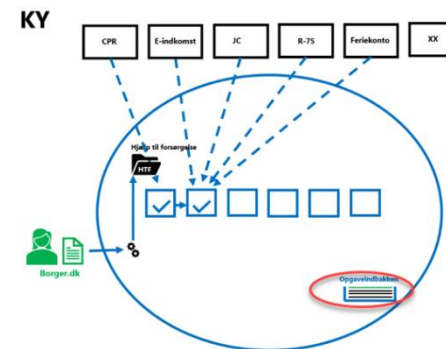 KY
CPR
E-indkomst
JC
R-75
Feriekonto
XX
Hjælp til forsørgelse
HTF
Borger.dk
Opgaveindbakken